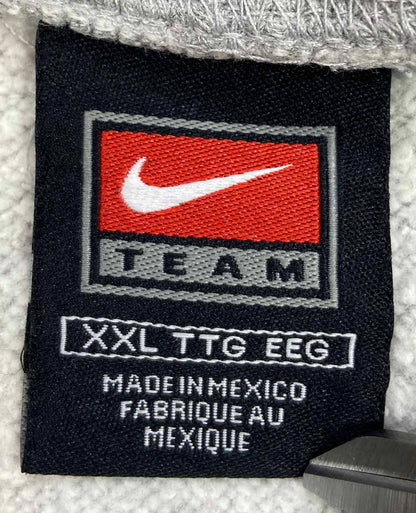 TEAM
XXL TTG EEG
MADE IN MEXICO
FABRIQUE AU
MEXIQUE